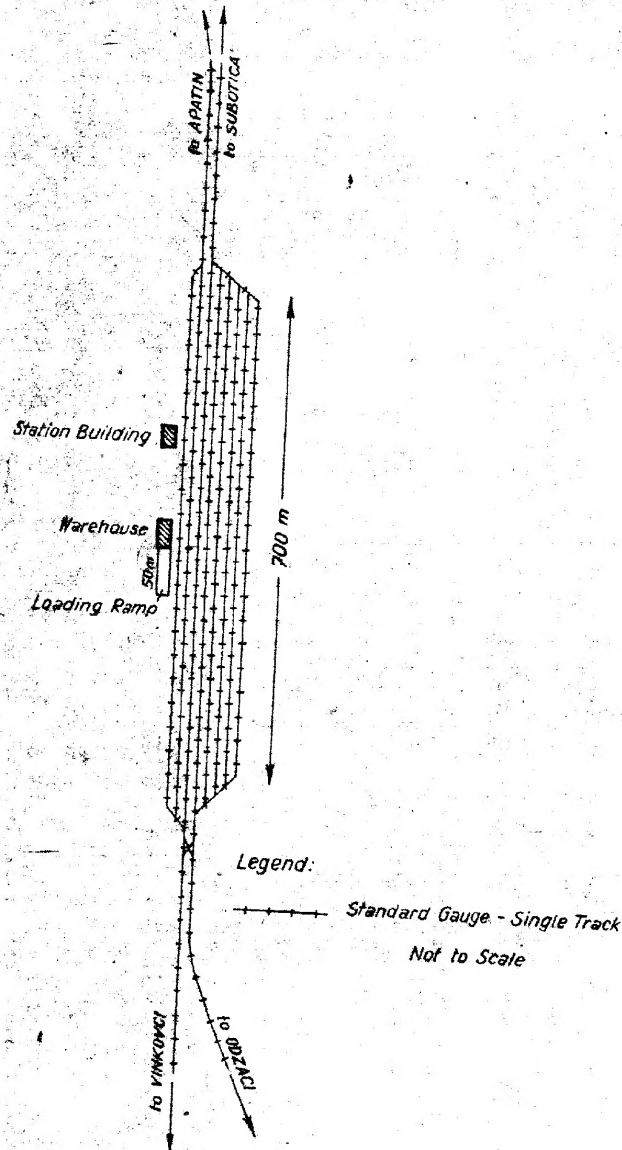 to APATIN
to SUBOTICA
Station Building
Warehouse
50m
Loading Ramp
700 m
Legend:
Standard Gauge - Single Track
Not to Scale
to VINKOVCI
to ODZACI